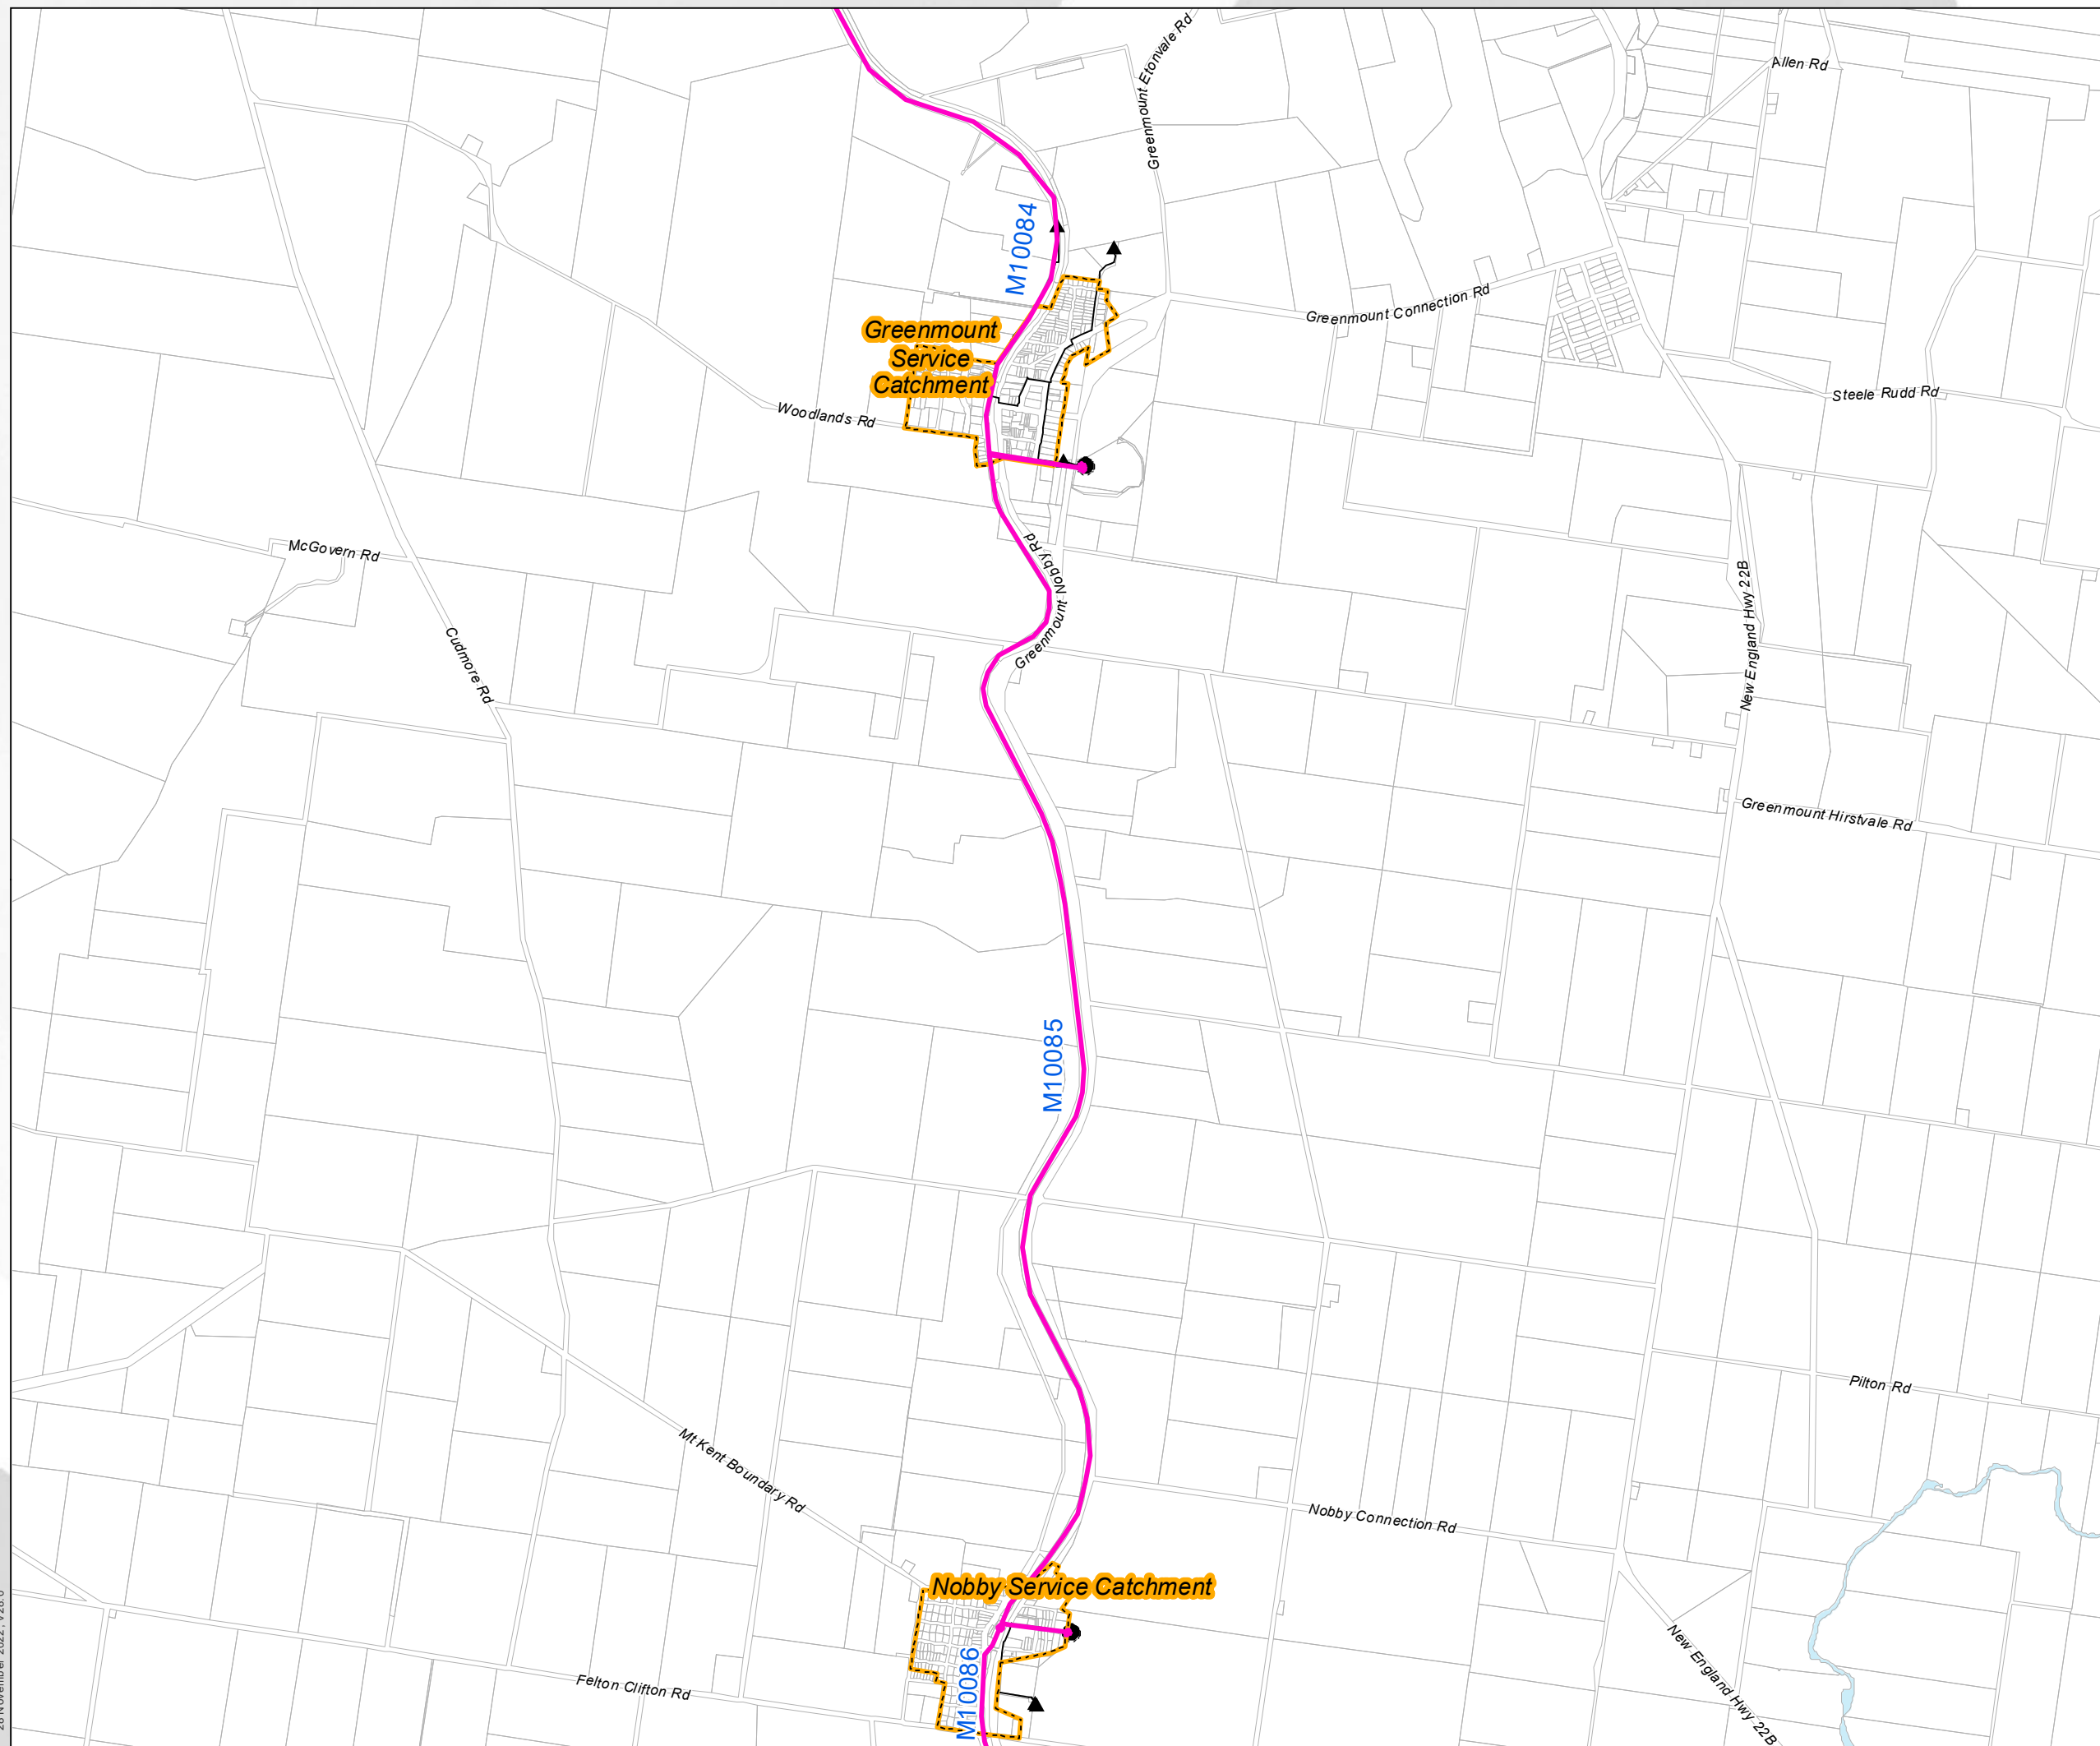 Greenmount Etonvale Rd
Allen Rd
M10084
Greenmount Connection Rd
Greenmount
Service
Catchment
Woodlands Rd
Steele Rudd Rd
McGovern Rd
Greenmount Nobby Rd
New England Hwy 22B
Cudmore Rd
Greenmount Hirstvale Rd
M10085
Pilton Rd
Mt Kent Boundary Rd
Nobby Connection Rd
Nobby Service Catchment
M10086
Felton Clifton Rd
New England Hwy 22B